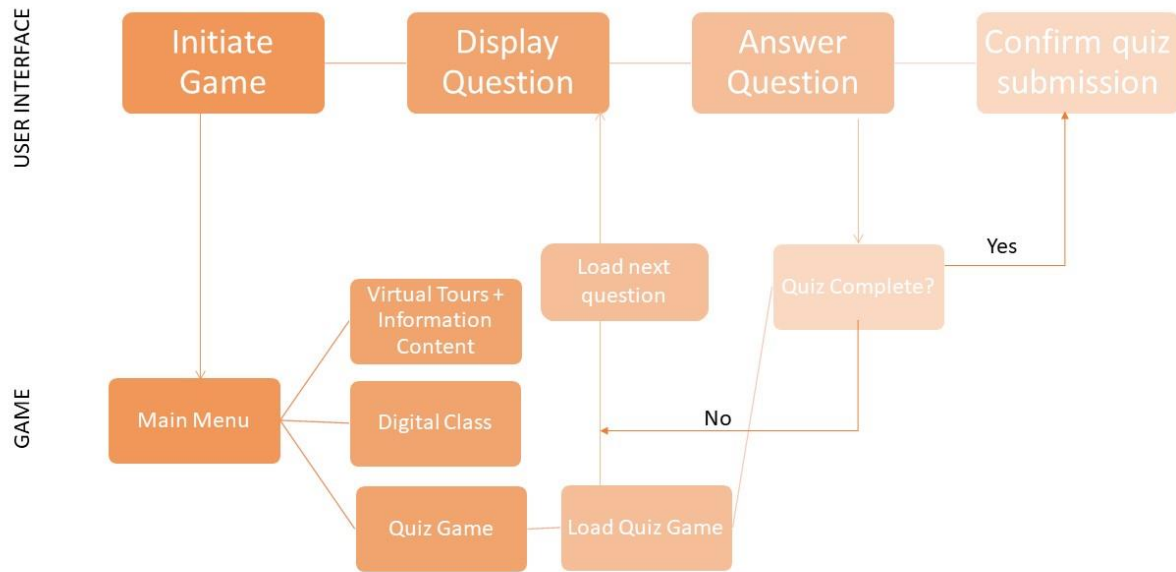 USER INTERFACE
Initiate
Game
Display
Question
Answer
Question
Confirm quiz
submission
Yes
Load next
question
Quiz Complete?
Virtual Tours +
Information
Content
GAME
Main Menu
Digital Class
No
Quiz Game
Load Quiz Game